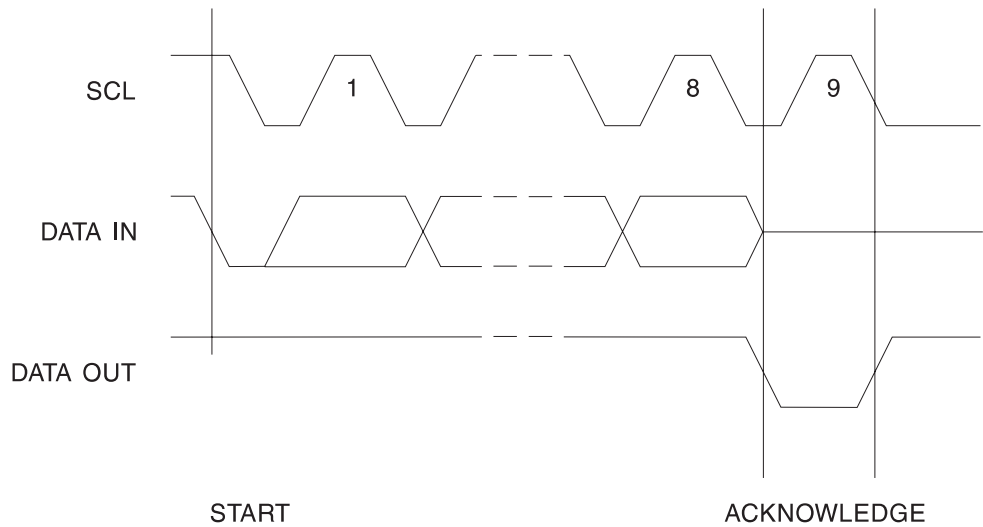 SCL
1
8
9
DATA IN
DATA OUT
START
ACKNOWLEDGE